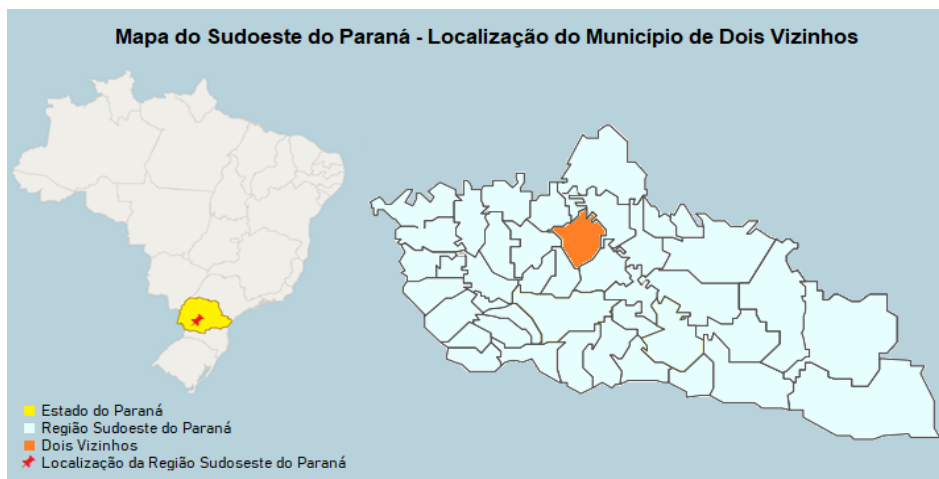 Mapa do Sudoeste do Paraná - Localização do Município de Dois Vizinhos
Estado do Paraná
Região Sudoeste do Paraná
Dois Vizinhos
Localização da Região Sudoseste do Paraná